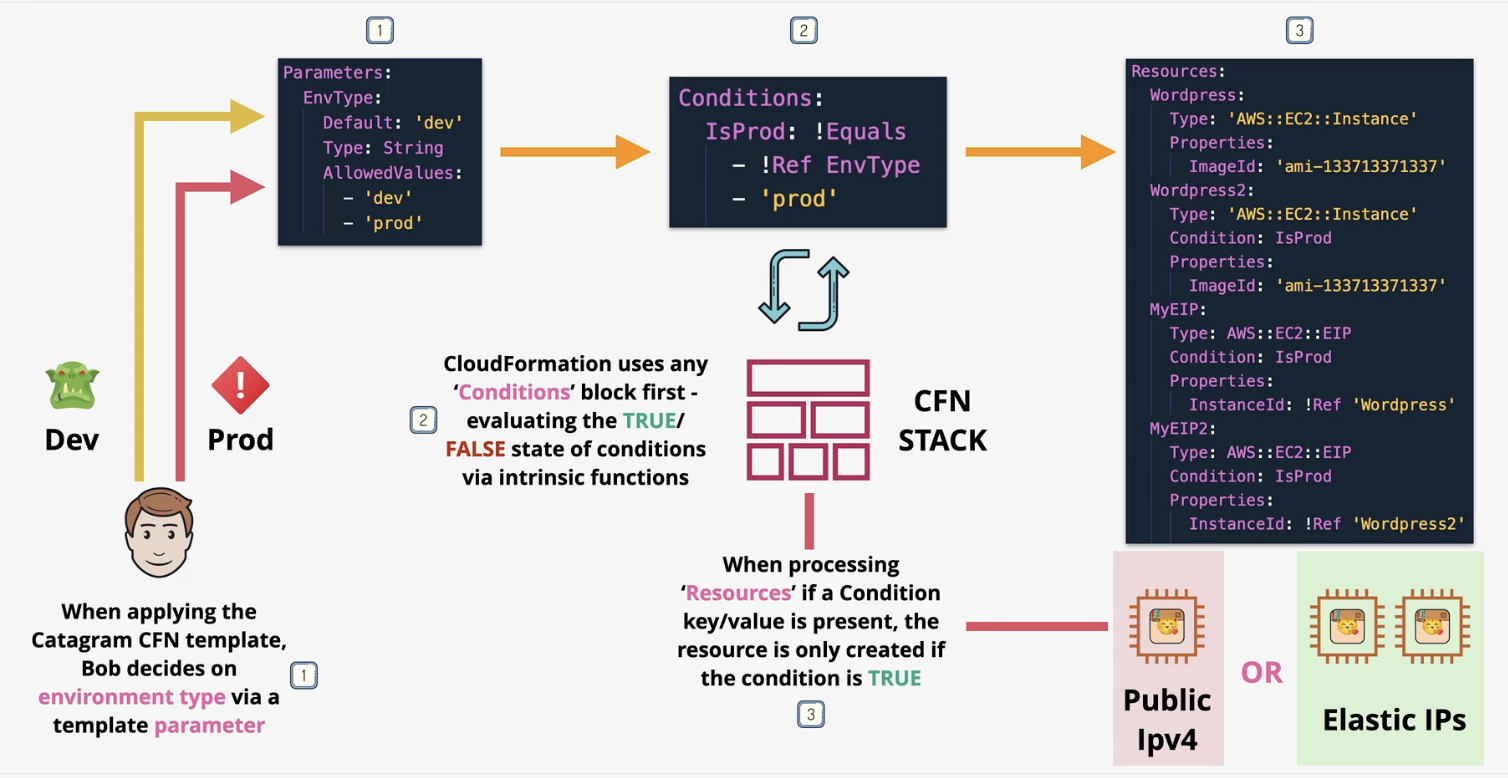 1
Parameters:
EnvType:
Default: 'dev'
Type: String
AllowedValues:
- 'dev'
- 'prod'
2
Conditions:
IsProd: !Equals
- !Ref EnvType
- 'prod'
3
Resources:
Wordpress:
Type: 'AWS::EC2::Instance'
Properties:
ImageId: 'ami-133713371337'
Wordpress2:
Type: 'AWS::EC2::Instance'
Condition: IsProd
Properties:
ImageId: 'ami-133713371337'
MyEIP:
Type: AWS::EC2::EIP
Condition: IsProd
Properties:
InstanceId: !Ref 'Wordpress'
MyEIP2:
Type: AWS::EC2::EIP
Condition: IsProd
Properties:
InstanceId: !Ref 'Wordpress2'
Dev
Prod
When applying the
Catagram CFN template,
Bob decides on
environment type via a
template parameter
1
CloudFormation uses any
‘Conditions’ block first -
evaluating the TRUE/
FALSE state of conditions
via intrinsic functions
2
CFN
STACK
When processing
‘Resources’ if a Condition
key/value is present, the
resource is only created if
the condition is TRUE
3
Public
Ipv4
OR
Elastic IPs